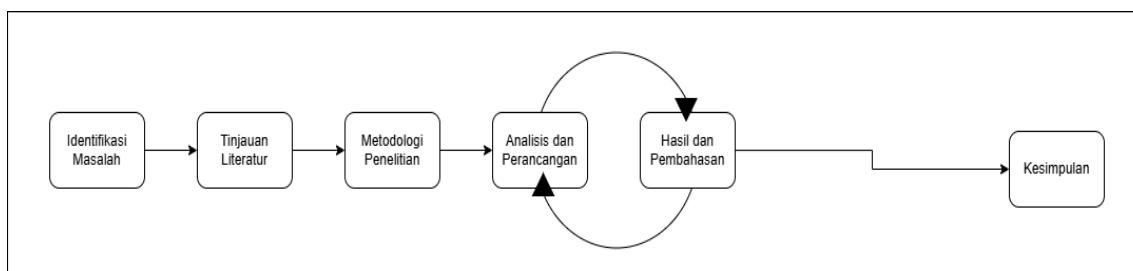 Identifikasi
Masalah
Tinjauan
Literatur
Metodologi
Penelitian
Analisis dan
Perancangan
Hasil dan
Pembahasan
Kesimpulan